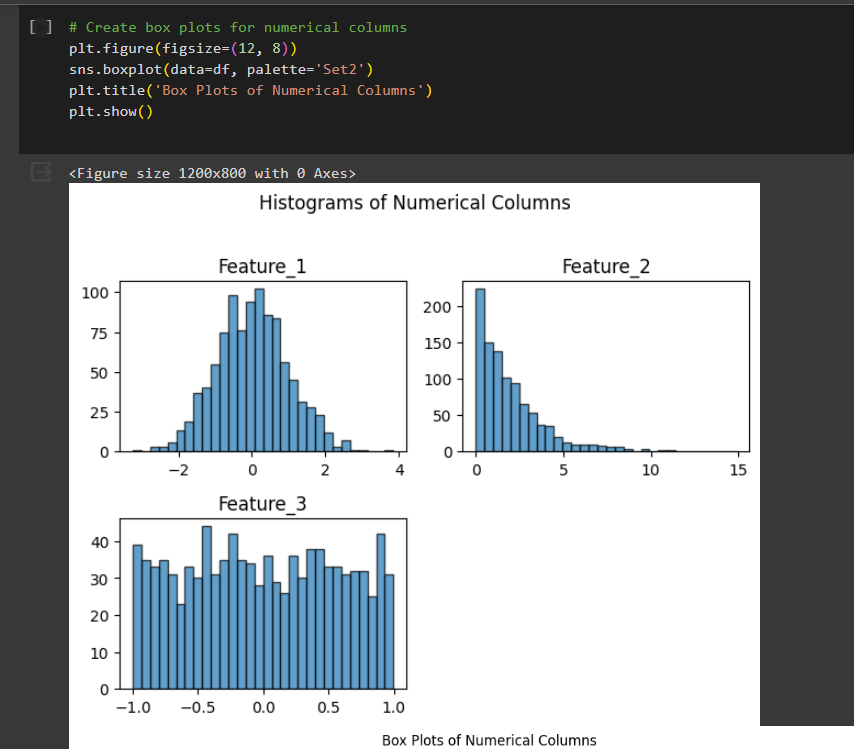 [ ] # Create box plots for numerical columns
plt.figure(figsize=(12, 8))
sns.boxplot(data=df, palette='Set2')
plt.title('Box Plots of Numerical Columns')
plt.show()
<Figure size 1200x800 with 0 Axes>
Histograms of Numerical Columns
Feature_1
100
75
50
25
0
−2 0 2 4
Feature_2
200
150
100
50
0
0 5 10 15
Feature_3
40
30
20
10
0
−1.0 −0.5 0.0 0.5 1.0
Box Plots of Numerical Columns